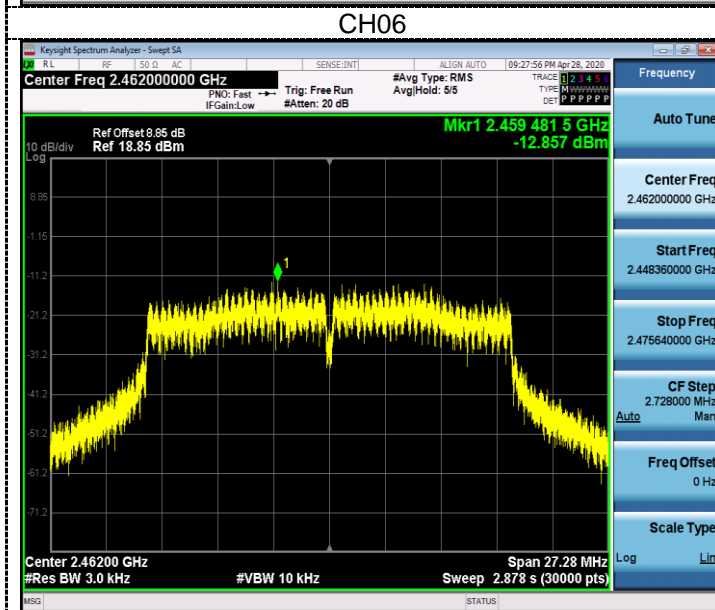 CH06
Keysight Spectrum Analyzer - Swept SA
RL RF 50 Ω AC SENSE:INT ALIGN AUTO 09:27:56 PM Apr 28, 2020
Center Freq 2.462000000 GHz
PNO: Fast
IFGain:Low
Trig: Free Run
#Atten: 20 dB
#Avg Type: RMS
Avg|Hold: 5/5
TRACE 1 2 3 4 5 6
TYPE M WWWWW
DET P P P P P P
Ref Offset 8.85 dB
Ref 18.85 dBm
10 dB/div
Log
Mkr1 2.459 481 5 GHz
-12.857 dBm
8.85
-1.15
-11.2
-21.2
-31.2
-41.2
-51.2
-61.2
-71.2
1
Center 2.46200 GHz
Span 27.28 MHz
#Res BW 3.0 kHz
#VBW 10 kHz
Sweep 2.878 s (30000 pts)
MSG
STATUS
Frequency
Auto Tune
Center Freq
2.462000000 GHz
Start Freq
2.448360000 GHz
Stop Freq
2.475640000 GHz
CF Step
2.728000 MHz
Auto Man
Freq Offset
0 Hz
Scale Type
Log Lin